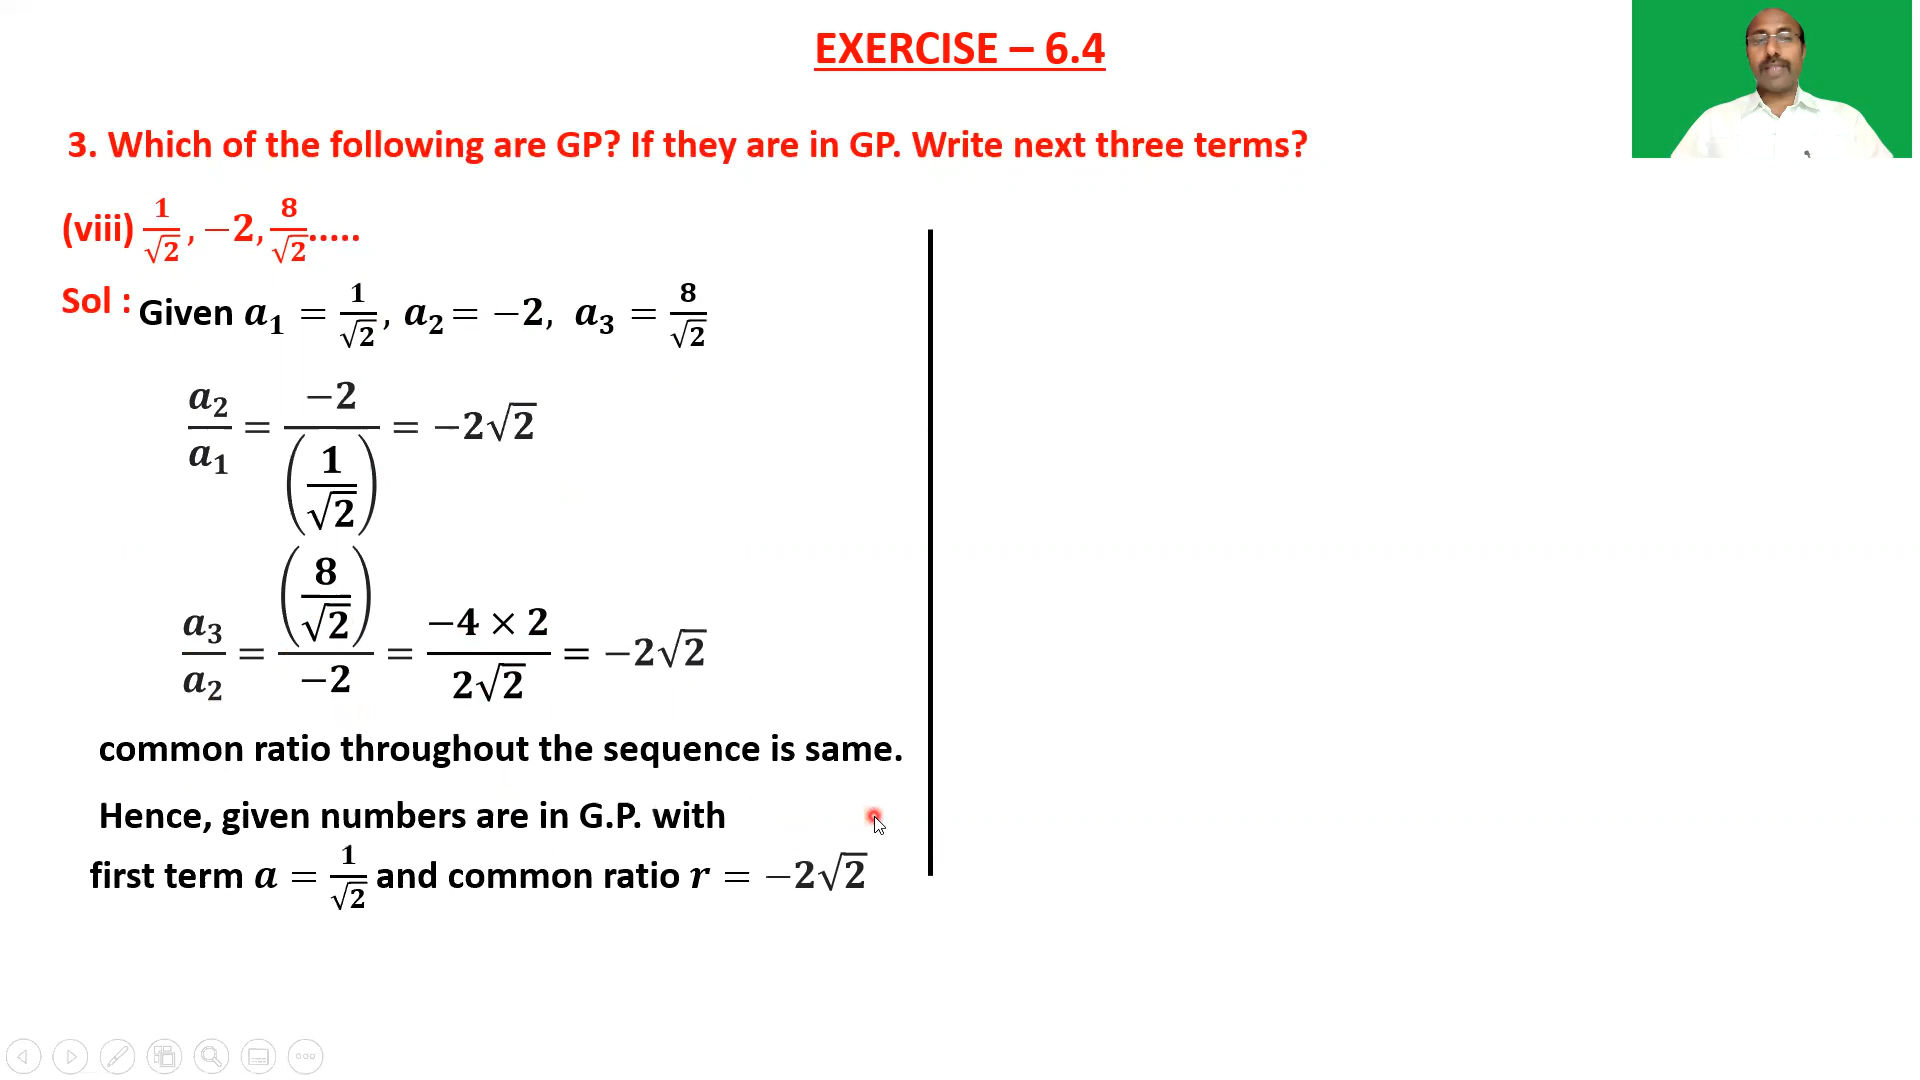 EXERCISE – 6.4
3. Which of the following are GP? If they are in GP. Write next three terms?
(viii) 1/√2 , −2, 8/√2.....
Sol : Given a₁ = 1/√2 , a₂ = −2, a₃ = 8/√2
a₂/a₁ = −2/(1/√2) = −2√2
a₃/a₂ = (8/√2)/−2 = −4 × 2/2√2 = −2√2
common ratio throughout the sequence is same.
Hence, given numbers are in G.P. with
first term a = 1/√2 and common ratio r = −2√2